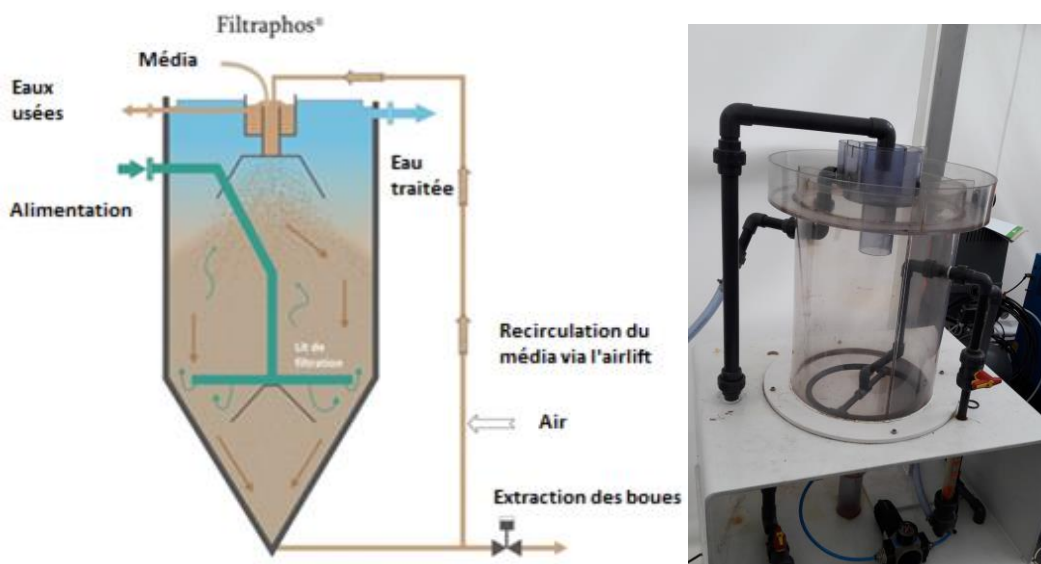 Filtraphos®
Média
Eaux
usées
Eau
traitée
Alimentation
Lit de
filtration
Recirculation du
média via l'airlift
Air
Extraction des boues